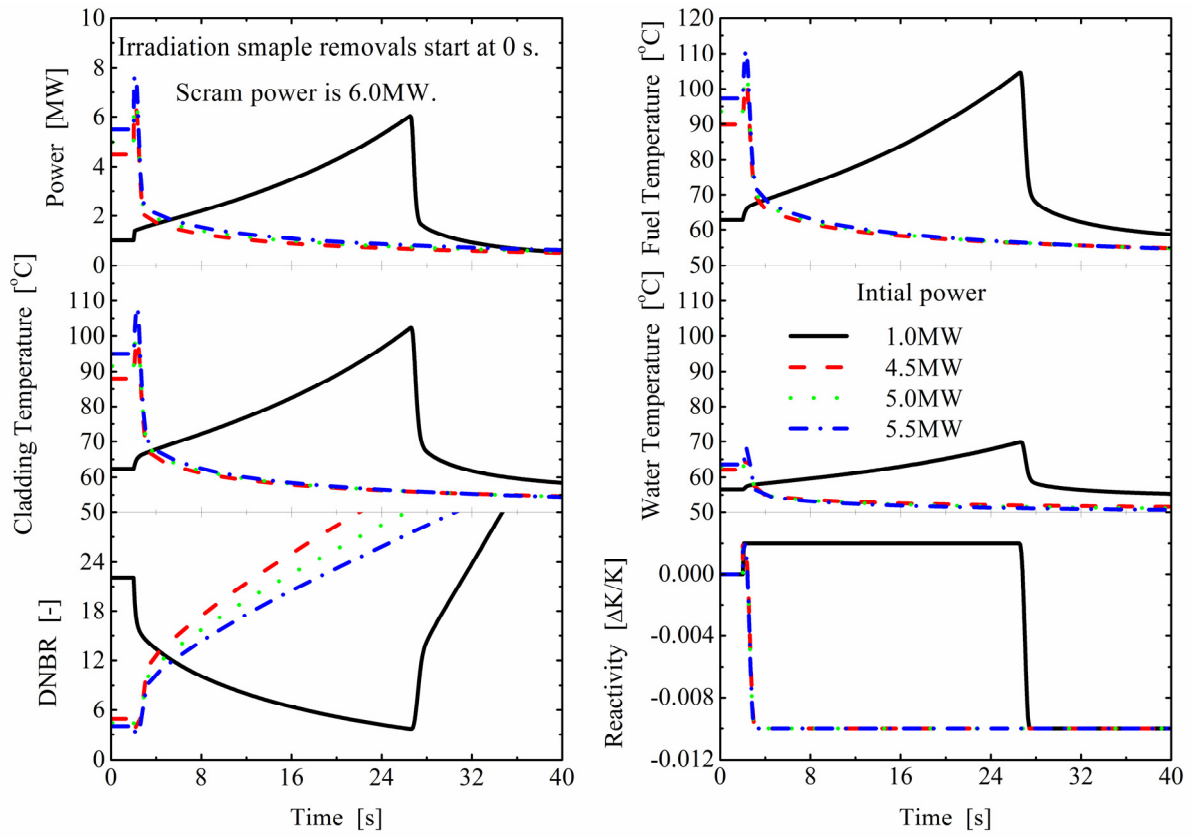 Irradiation smaple removals start at 0 s.
Scram power is 6.0MW.
Power [MW]
10
8
6
4
2
0
Cladding Temperature [°C]
110
100
90
80
70
60
50
DNBR [-]
24
18
12
6
0
0 8 16 24 32 40
Time [s]
Fuel Temperature [°C]
120
110
100
90
80
70
60
50
Water Temperature [°C]
110
100
90
80
70
60
50
Intial power
1.0MW
4.5MW
5.0MW
5.5MW
Reactivity [ΔK/K]
0.000
-0.004
-0.008
-0.012
0 8 16 24 32 40
Time [s]